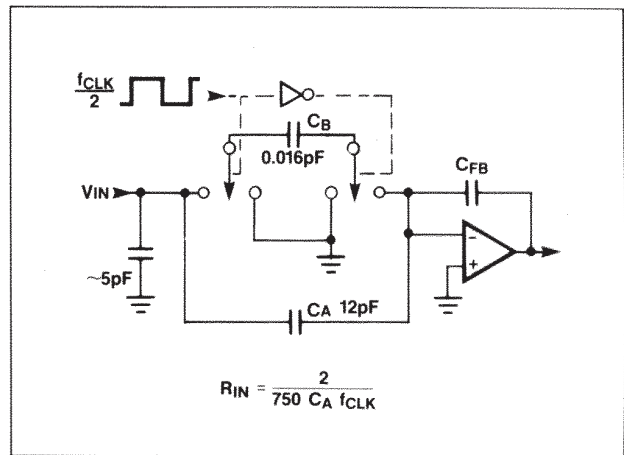 fCLK
2
CB
0.016pF
CFB
VIN
−
+
~5pF
CA 12pF
RIN = 2
750 CA fCLK